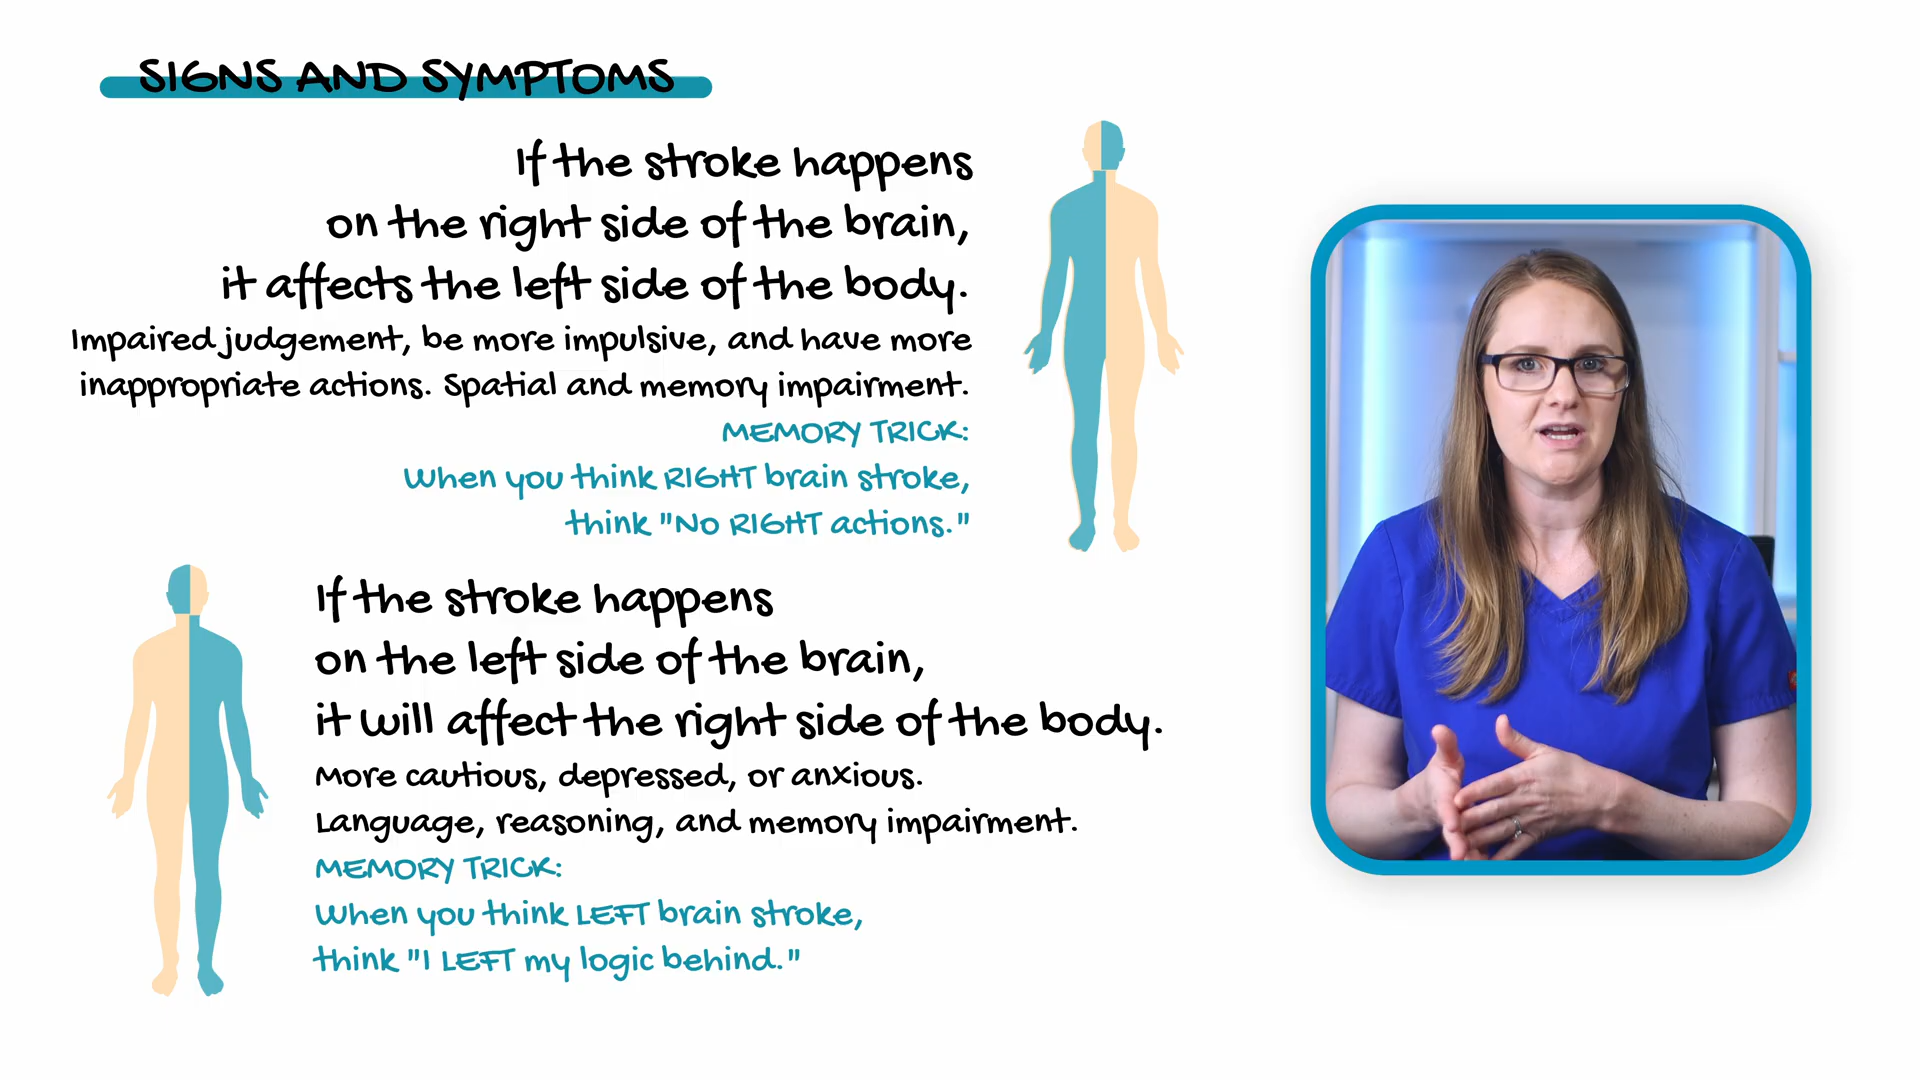 SIGNS AND SYMPTOMS
If the stroke happens
on the right side of the brain,
it affects the left side of the body.
Impaired judgement, be more impulsive, and have more
inappropriate actions. Spatial and memory impairment.
MEMORY TRICK:
When you think RIGHT brain stroke,
think "No RIGHT actions."
If the stroke happens
on the left side of the brain,
it will affect the right side of the body.
More cautious, depressed, or anxious.
Language, reasoning, and memory impairment.
MEMORY TRICK:
When you think LEFT brain stroke,
think "I LEFT my logic behind."